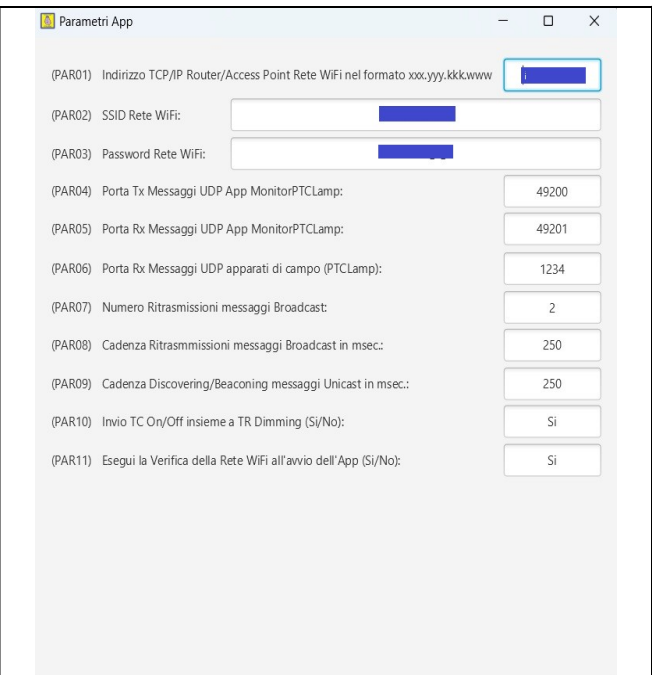 Parametri App
(PAR01) Indirizzo TCP/IP Router/Access Point Rete WiFi nel formato xxx.yyy.kkk.www
(PAR02) SSID Rete WiFi:
(PAR03) Password Rete WiFi:
(PAR04) Porta Tx Messaggi UDP App MonitorPTCLamp: 49200
(PAR05) Porta Rx Messaggi UDP App MonitorPTCLamp: 49201
(PAR06) Porta Rx Messaggi UDP apparati di campo (PTCLamp): 1234
(PAR07) Numero Ritrasmissioni messaggi Broadcast: 2
(PAR08) Cadenza Ritrasmmissioni messaggi Broadcast in msec.: 250
(PAR09) Cadenza Discovering/Beaconing messaggi Unicast in msec.: 250
(PAR10) Invio TC On/Off insieme a TR Dimming (Si/No): Si
(PAR11) Esegui la Verifica della Rete WiFi all'avvio dell'App (Si/No): Si